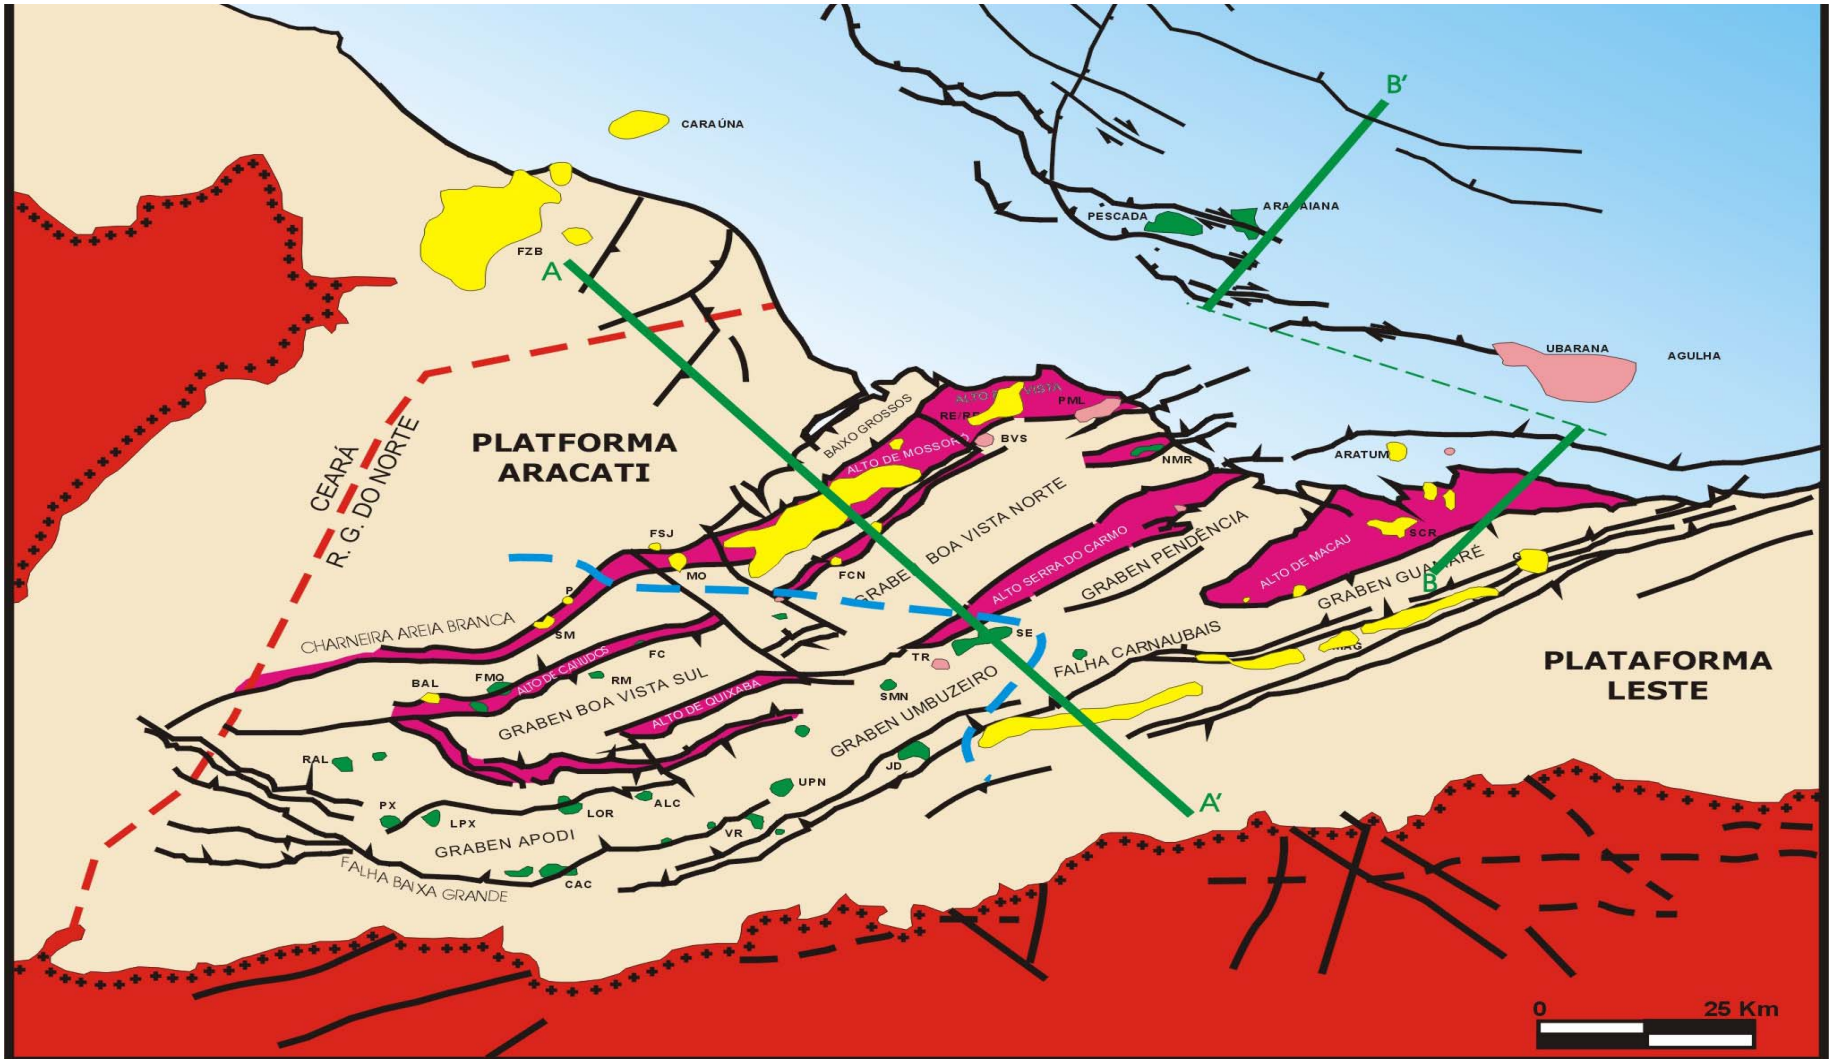 B'
CARAÚNA
PESCADA
ARABAIANA
FZB
A
UBARANA
AGULHA
CEARÁ
R. G. DO NORTE
PLATFORMA
ARACATI
BAIXO GROSSOS
VISTA
PML
BVS
ALTO DE MOSSORÓ
NMR
ARATUM
FSJ
MO
FCN
GRABEN BOA VISTA NORTE
ALTO SERRA DO CARMO
GRABEN PENDÊNCIA
ALTO DE MACAU
SCR
GRABEN GUAMARÉ
B
P
SM
CHARNEIRA AREIA BRANCA
SE
TR
FALHA CARNAUBAIS
MAG
PLATAFORMA
LESTE
FC
ALTO DE CANUDOS
FMQ
RM
BAL
GRABEN BOA VISTA SUL
ALTO DE QUIXABA
SMN
GRABEN UMBUZEIRO
RAL
JD
UPN
A'
PX
LPX
LOR
ALC
VR
GRABEN APODI
CAC
FALHA BAIXA GRANDE
0 25 Km